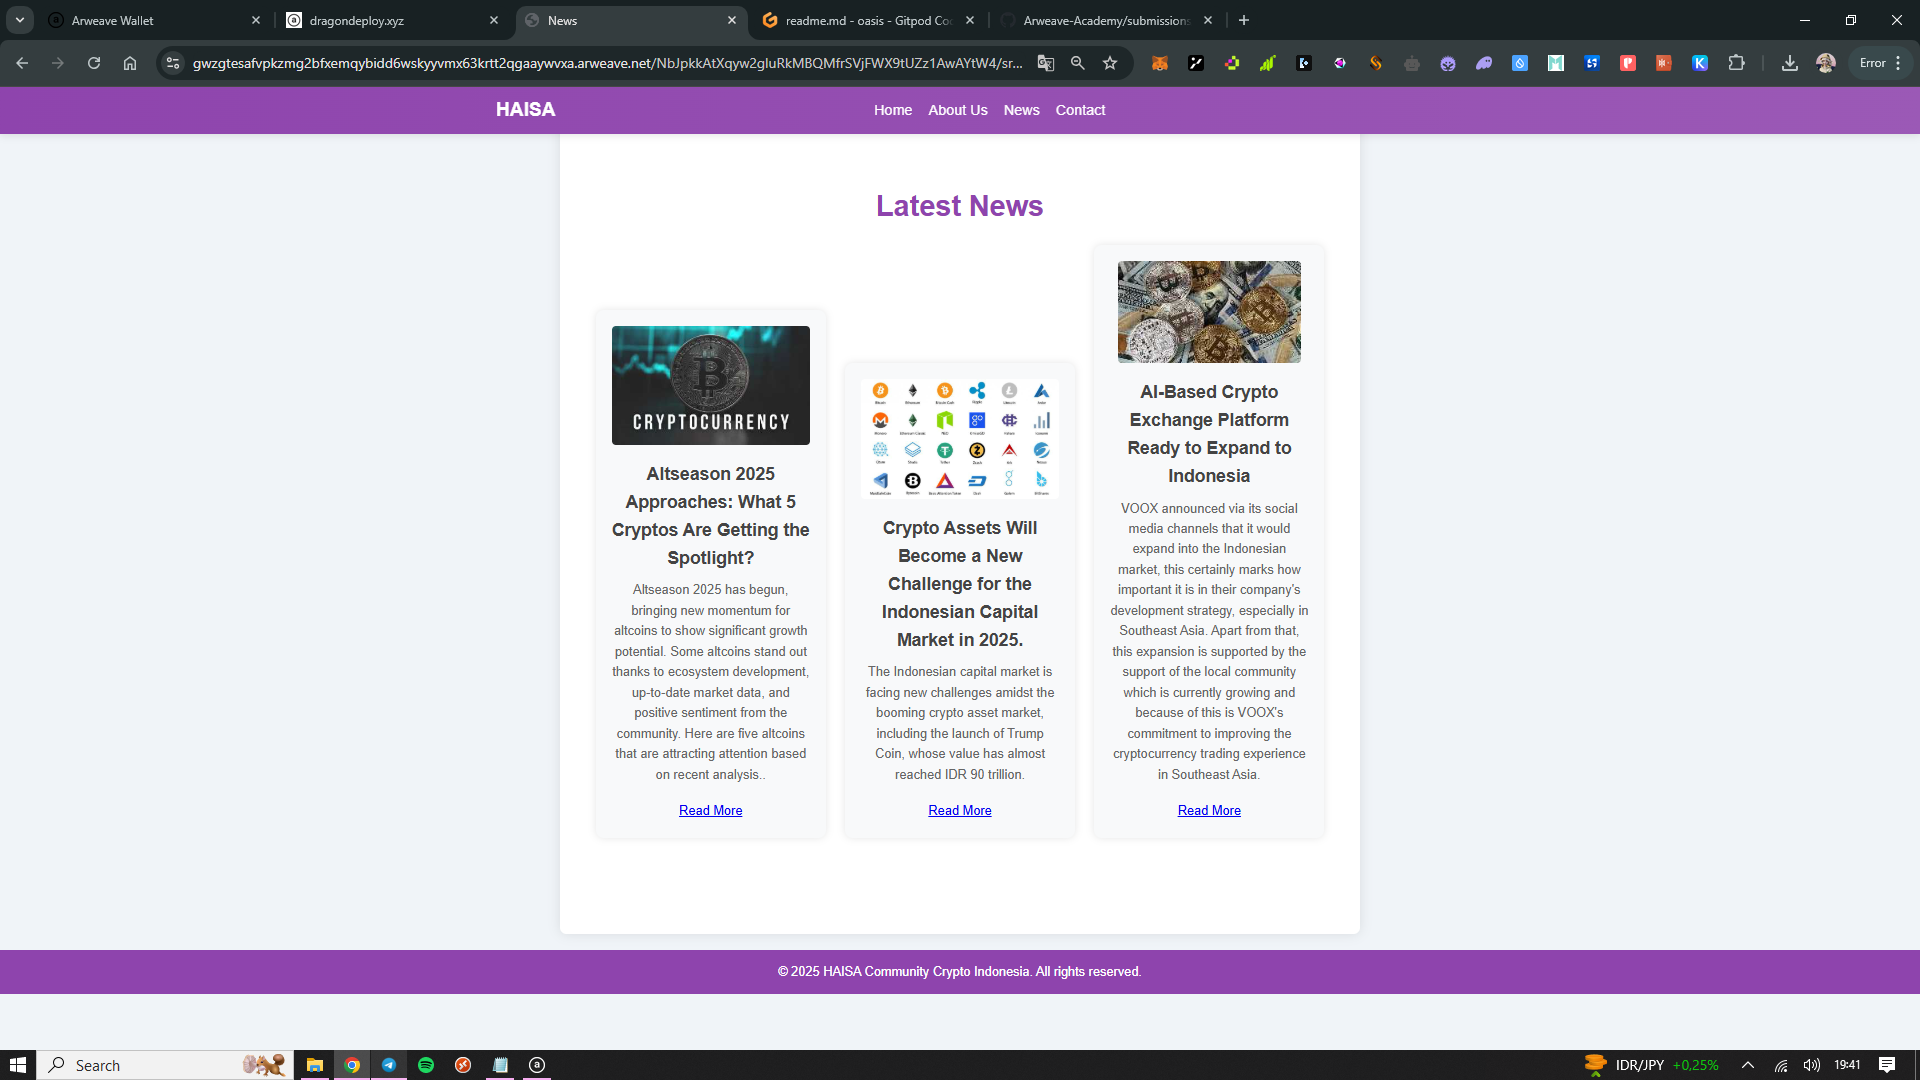 Arweave Wallet
dragondeploy.xyz
News
readme.md - oasis - Gitpod Co
Arweave-Academy/submissions
gwzgtesafvpkzmg2bfxemqybidd6wskyyvmx63krtt2qgaaywvxa.arweave.net/NbJpkkAtXqyw2gluRkMBQMfrSVjFWX9tUZz1AwAYtW4/sr...
Error
HAISA
Home
About Us
News
Contact
Latest News
CRYPTOCURRENCY
Altseason 2025
Approaches: What 5
Cryptos Are Getting the
Spotlight?
Altseason 2025 has begun,
bringing new momentum for
altcoins to show significant growth
potential. Some altcoins stand out
thanks to ecosystem development,
up-to-date market data, and
positive sentiment from the
community. Here are five altcoins
that are attracting attention based
on recent analysis..
Read More
Crypto Assets Will
Become a New
Challenge for the
Indonesian Capital
Market in 2025.
The Indonesian capital market is
facing new challenges amidst the
booming crypto asset market,
including the launch of Trump
Coin, whose value has almost
reached IDR 90 trillion.
Read More
AI-Based Crypto
Exchange Platform
Ready to Expand to
Indonesia
VOOX announced via its social
media channels that it would
expand into the Indonesian
market, this certainly marks how
important it is in their company's
development strategy, especially in
Southeast Asia. Apart from that,
this expansion is supported by the
support of the local community
which is currently growing and
because of this is VOOX's
commitment to improving the
cryptocurrency trading experience
in Southeast Asia.
Read More
© 2025 HAISA Community Crypto Indonesia. All rights reserved.
Search
IDR/JPY +0,25%
19:41